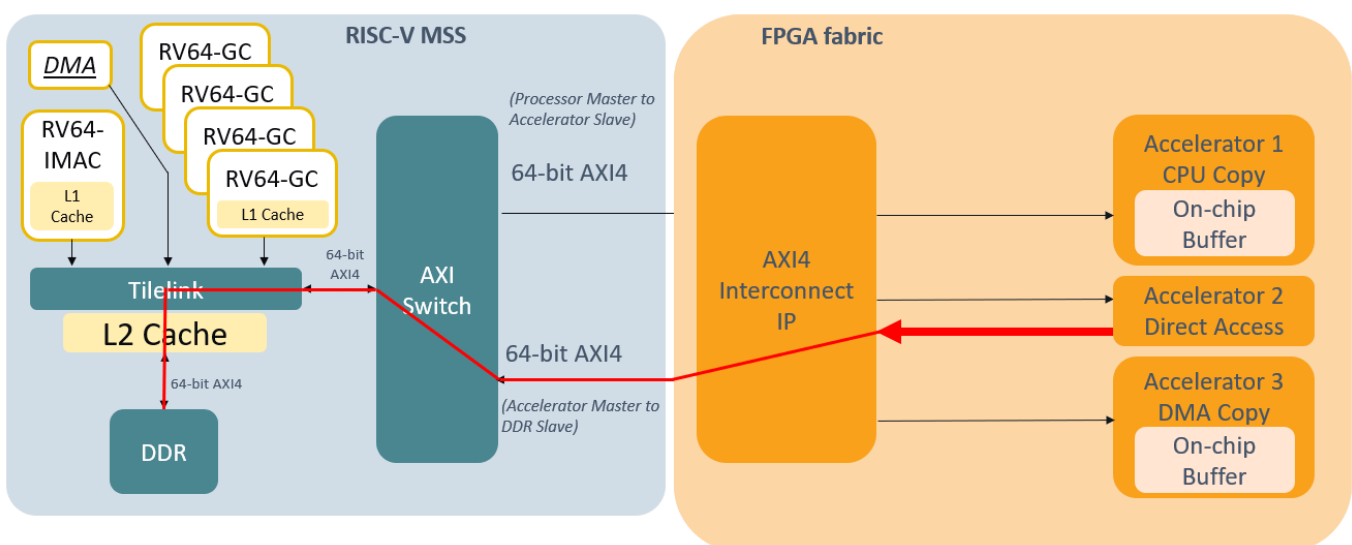 RISC-V MSS
FPGA fabric
DMA
RV64-GC
RV64-GC
RV64-GC
RV64-GC
L1 Cache
RV64-
IMAC
L1
Cache
(Processor Master to
Accelerator Slave)
64-bit AXI4
64-bit
AXI4
Tilelink
L2 Cache
64-bit AXI4
DDR
AXI
Switch
64-bit AXI4
(Accelerator Master to
DDR Slave)
AXI4
Interconnect
IP
Accelerator 1
CPU Copy
On-chip
Buffer
Accelerator 2
Direct Access
Accelerator 3
DMA Copy
On-chip
Buffer